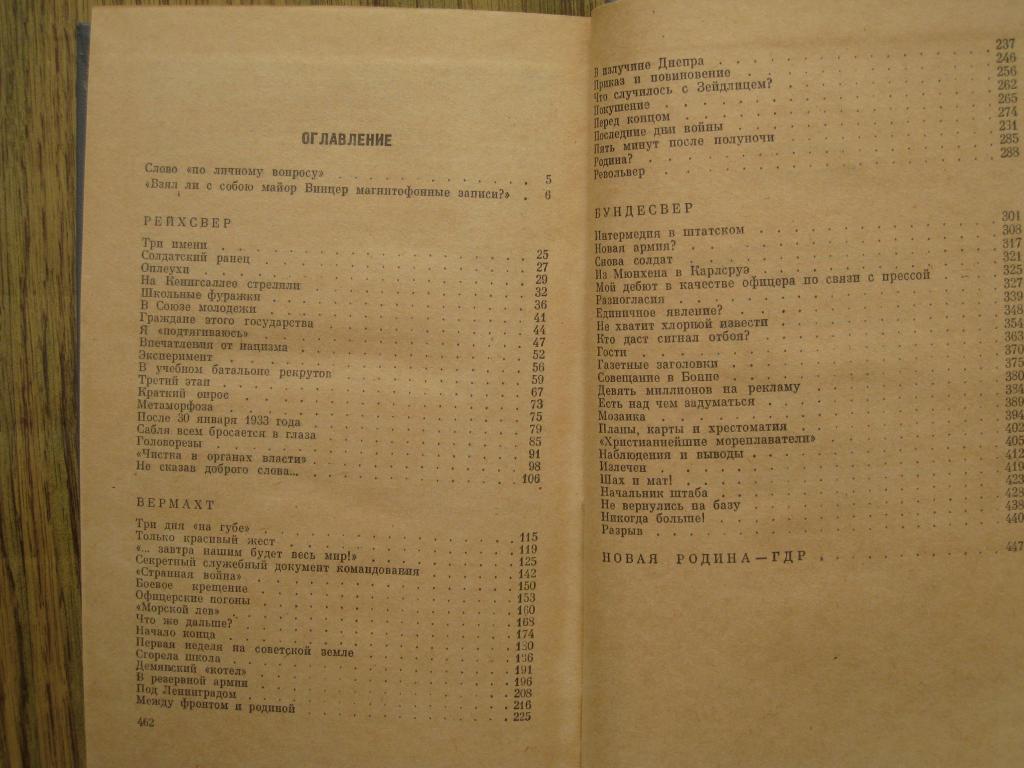 ОГЛАВЛЕНИЕ
Слово «по личному вопросу» . . . 5
«Взял ли с собою майор Винцер магнитофонные записи?» . 6
РЕЙХСВЕР
Три имени . . . 25
Солдатский ранец . . . 27
Оплеухи . . . 29
На Кенигсаллее стреляли . . . 32
Школьные фуражки . . . 36
В Союзе молодежи . . . 41
Граждане этого государства . . . 44
Я «подтягиваюсь» . . . 47
Впечатления от нацизма . . . 52
Эксперимент . . . 56
В учебном батальоне рекрутов . . . 59
Третий этап . . . 67
Краткий опрос . . . 73
Метаморфоза . . . 75
После 30 января 1933 года . . . 79
Сабля всем бросается в глаза . . . 85
Головорезы . . . 91
«Чистка в органах власти» . . . 98
Не сказав доброго слова... . . . 106
ВЕРМАХТ
Три дня «на губе» . . . 115
Только красивый жест . . . 119
«... завтра нашим будет весь мир!» . . . 125
Секретный служебный документ командования . . . 142
«Странная война» . . . 150
Боевое крещение . . . 153
Офицерские погоны . . . 160
«Морской лев» . . . 168
Что же дальше? . . . 174
Начало конца . . . 180
Первая неделя на советской земле . . . 186
Сгорела школа . . . 191
Демянский «котел» . . . 196
В резервной армии . . . 208
Под Ленинградом . . . 216
Между фронтом и родиной . . . 225
462
В излучине Днепра . . . 237
Приказ и повиновение . . . 246
Что случилось с Зейдлицем? . . . 256
Покушение . . . 262
Перед концом . . . 265
Последние дни войны . . . 274
Пять минут после полуночи . . . 281
Родина? . . . 285
Револьвер . . . 288
БУНДЕСВЕР
Интермедия в штатском . . . 301
Новая армия? . . . 308
Снова солдат . . . 317
Из Мюнхена в Карлсруэ . . . 321
Мой дебют в качестве офицера по связи с прессой . . . 325
Разногласия . . . 327
Единичное явление? . . . 339
Не хватит хлорной извести . . . 348
Кто даст сигнал отбоя? . . . 354
Гости . . . 363
Газетные заголовки . . . 370
Совещание в Бонне . . . 375
Девять миллионов на рекламу . . . 380
Есть над чем задуматься . . . 384
Мозаика . . . 389
Планы, карты и хрестоматия . . . 394
«Христианнейшие мореплаватели» . . . 402
Наблюдения и выводы . . . 405
Излечен . . . 412
Шах и мат! . . .
Начальник штаба . . . 423
Не вернулись на базу . . . 428
Никогда больше! . . . 438
Разрыв . . . 440
НОВАЯ РОДИНА — ГДР . . . 447